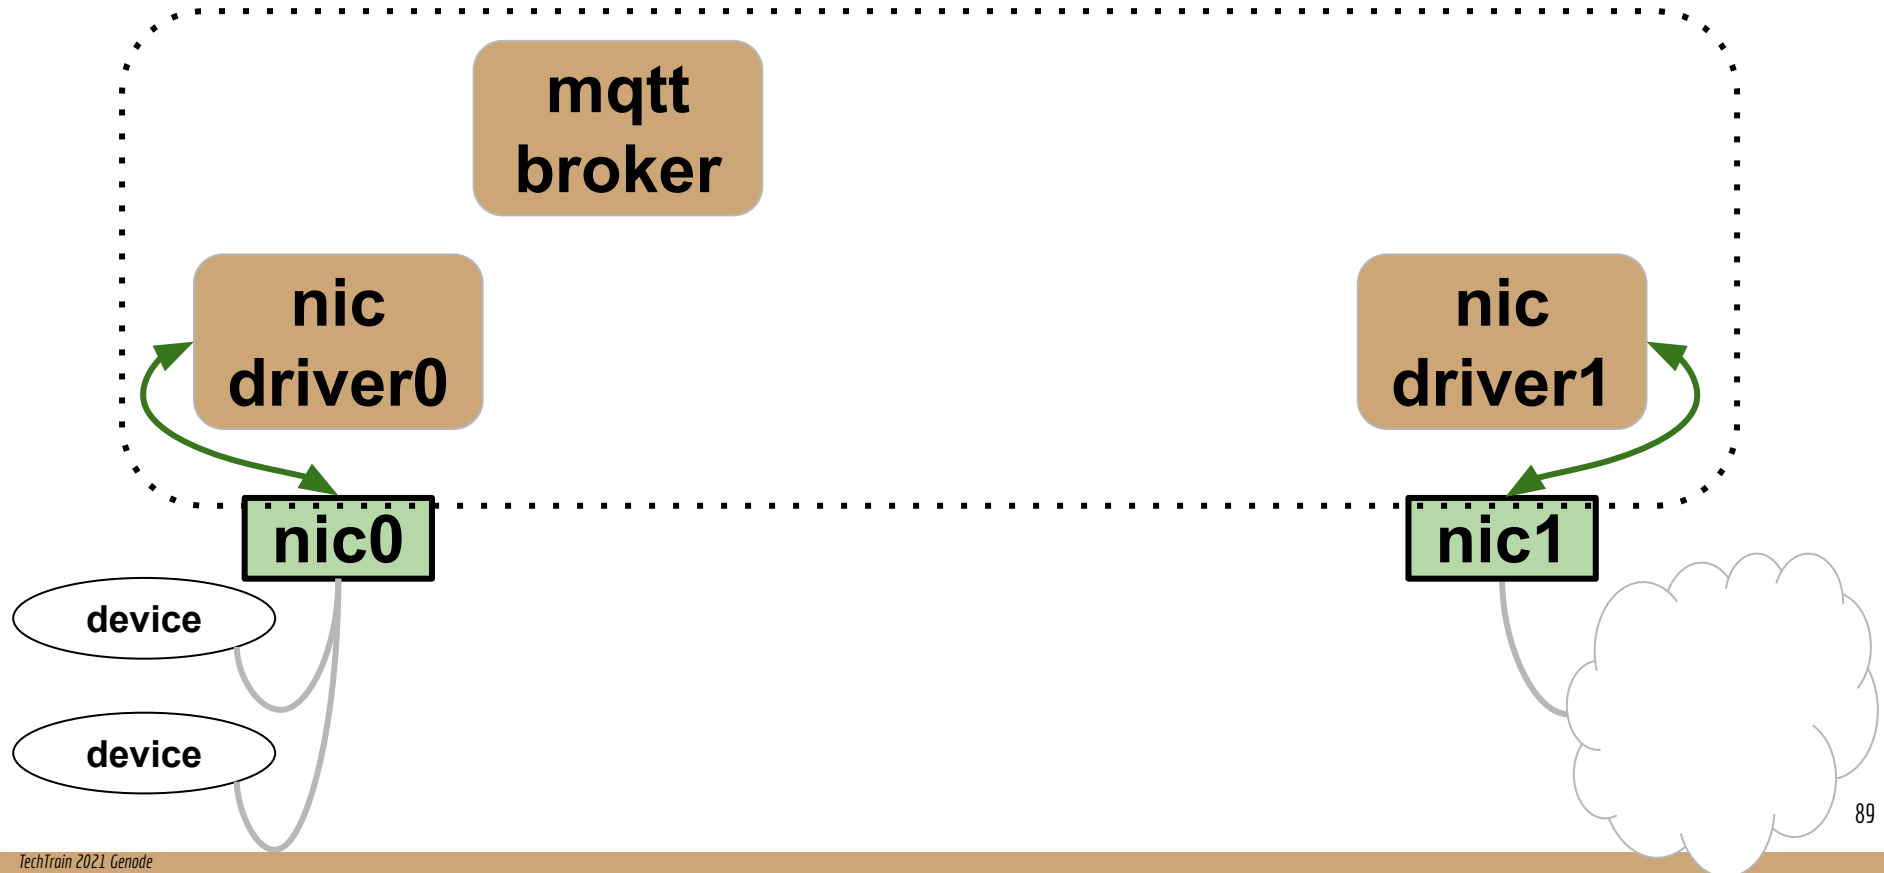 mqtt
broker
nic
driver0
nic
driver1
nic0
nic1
device
device
89
TechTrain 2021 Genode